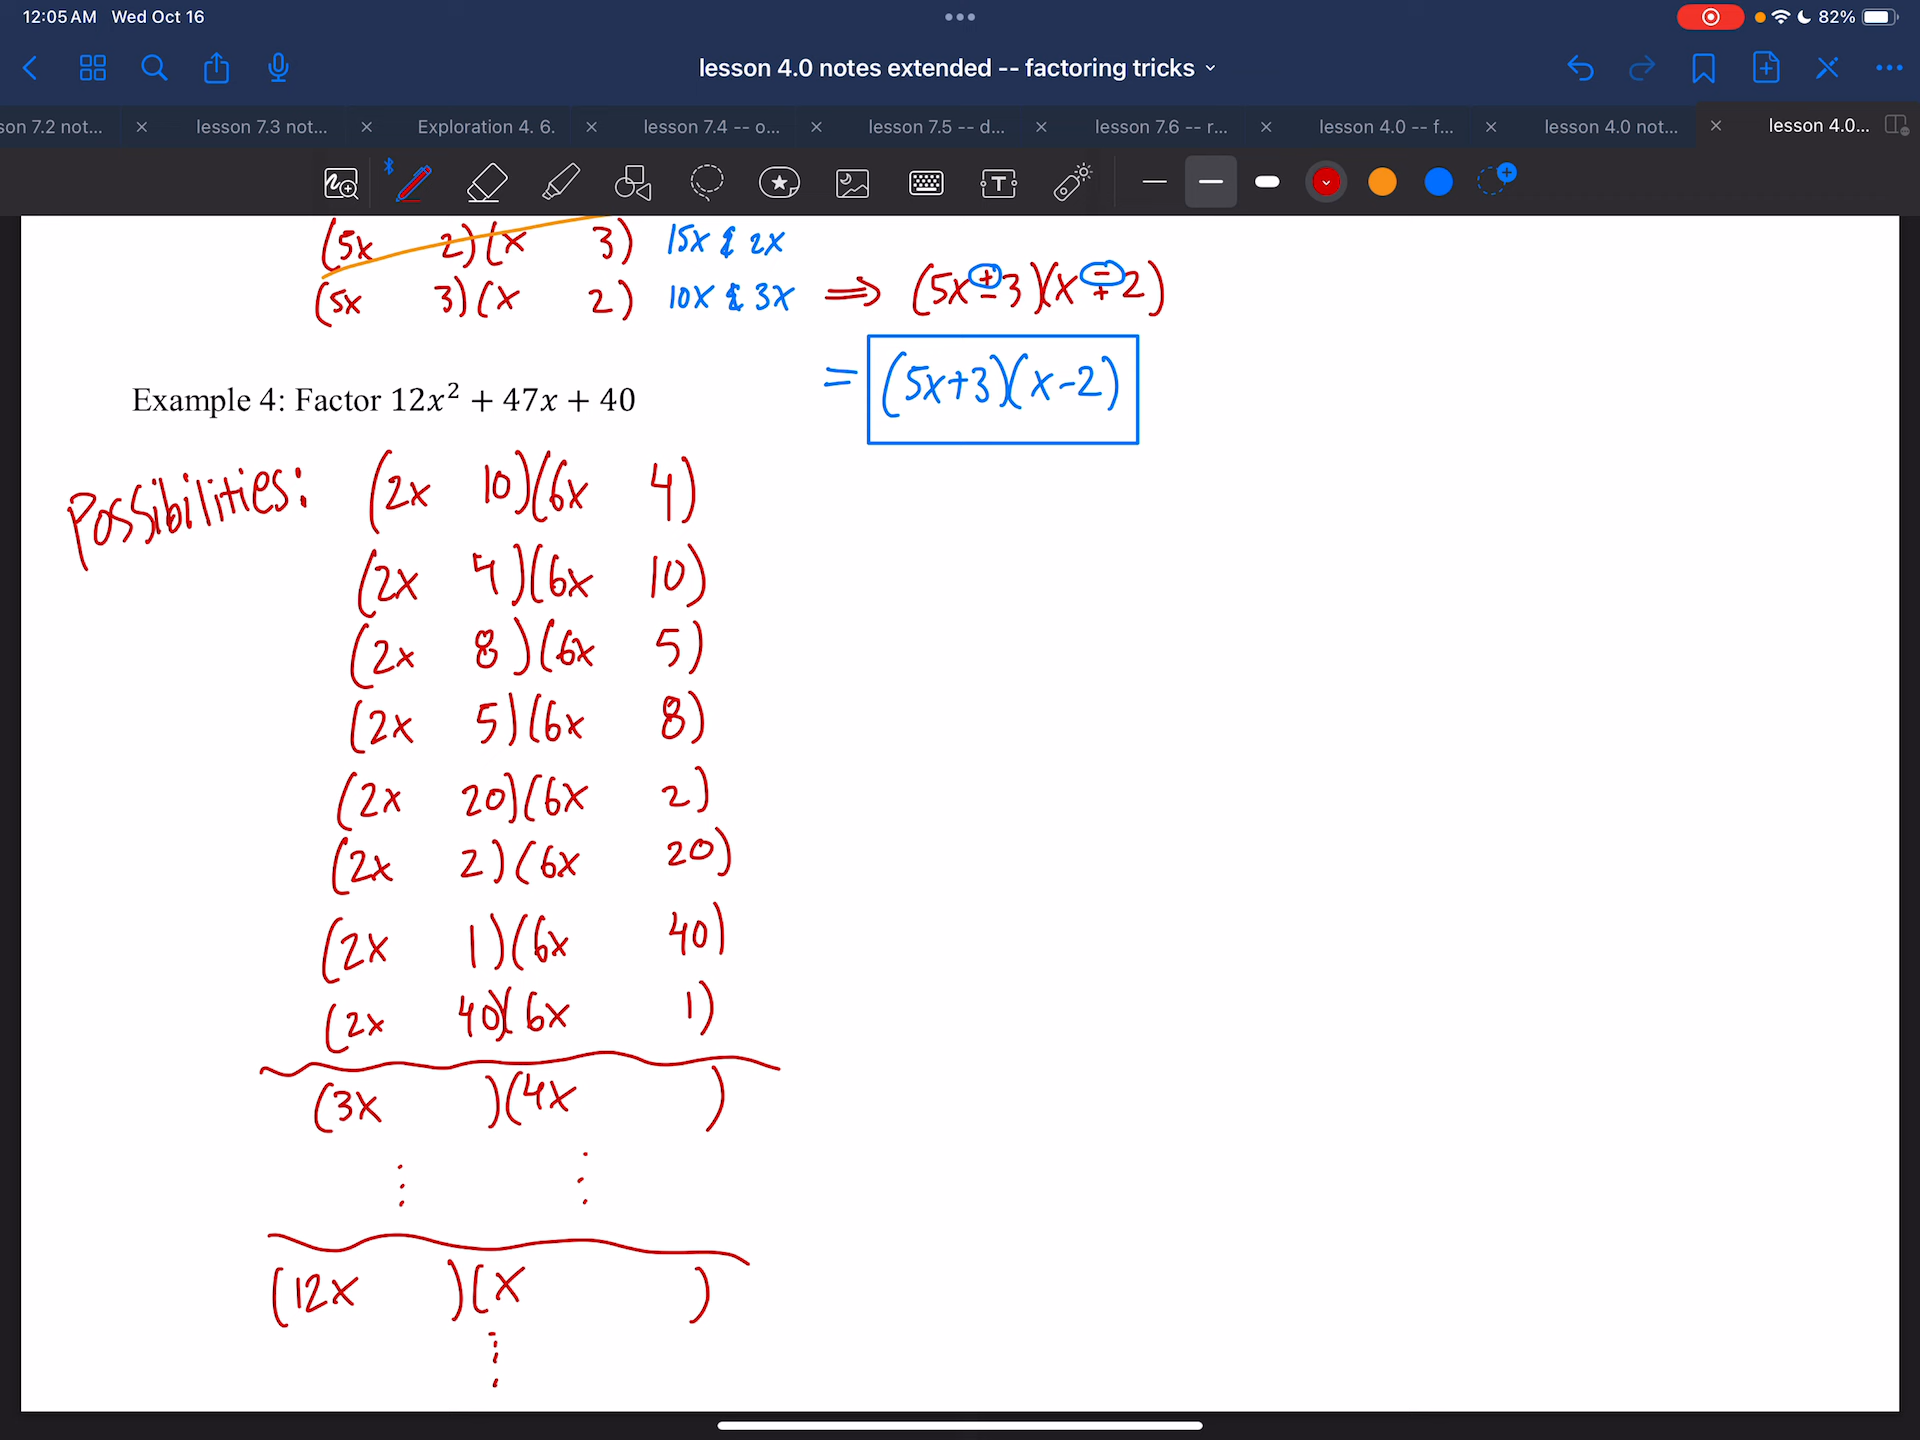 12:05 AM Wed Oct 16
82%
lesson 4.0 notes extended -- factoring tricks
son 7.2 not... lesson 7.3 not... Exploration 4. 6. lesson 7.4 -- o... lesson 7.5 -- d... lesson 7.6 -- r... lesson 4.0 -- f... lesson 4.0 not... lesson 4.0...
(5x 2)(x 3) 15x & 2x
(5x 3)(x 2) 10x & 3x ⟹ (5x ± 3)(x ∓ 2)
= (5x+3)(x-2)
Example 4: Factor 12x² + 47x + 40
Possibilities: (2x 10)(6x 4)
(2x 4)(6x 10)
(2x 8)(6x 5)
(2x 5)(6x 8)
(2x 20)(6x 2)
(2x 2)(6x 20)
(2x 1)(6x 40)
(2x 40)(6x 1)
(3x )(4x )
⋮ ⋮
(12x )(x )
⋮